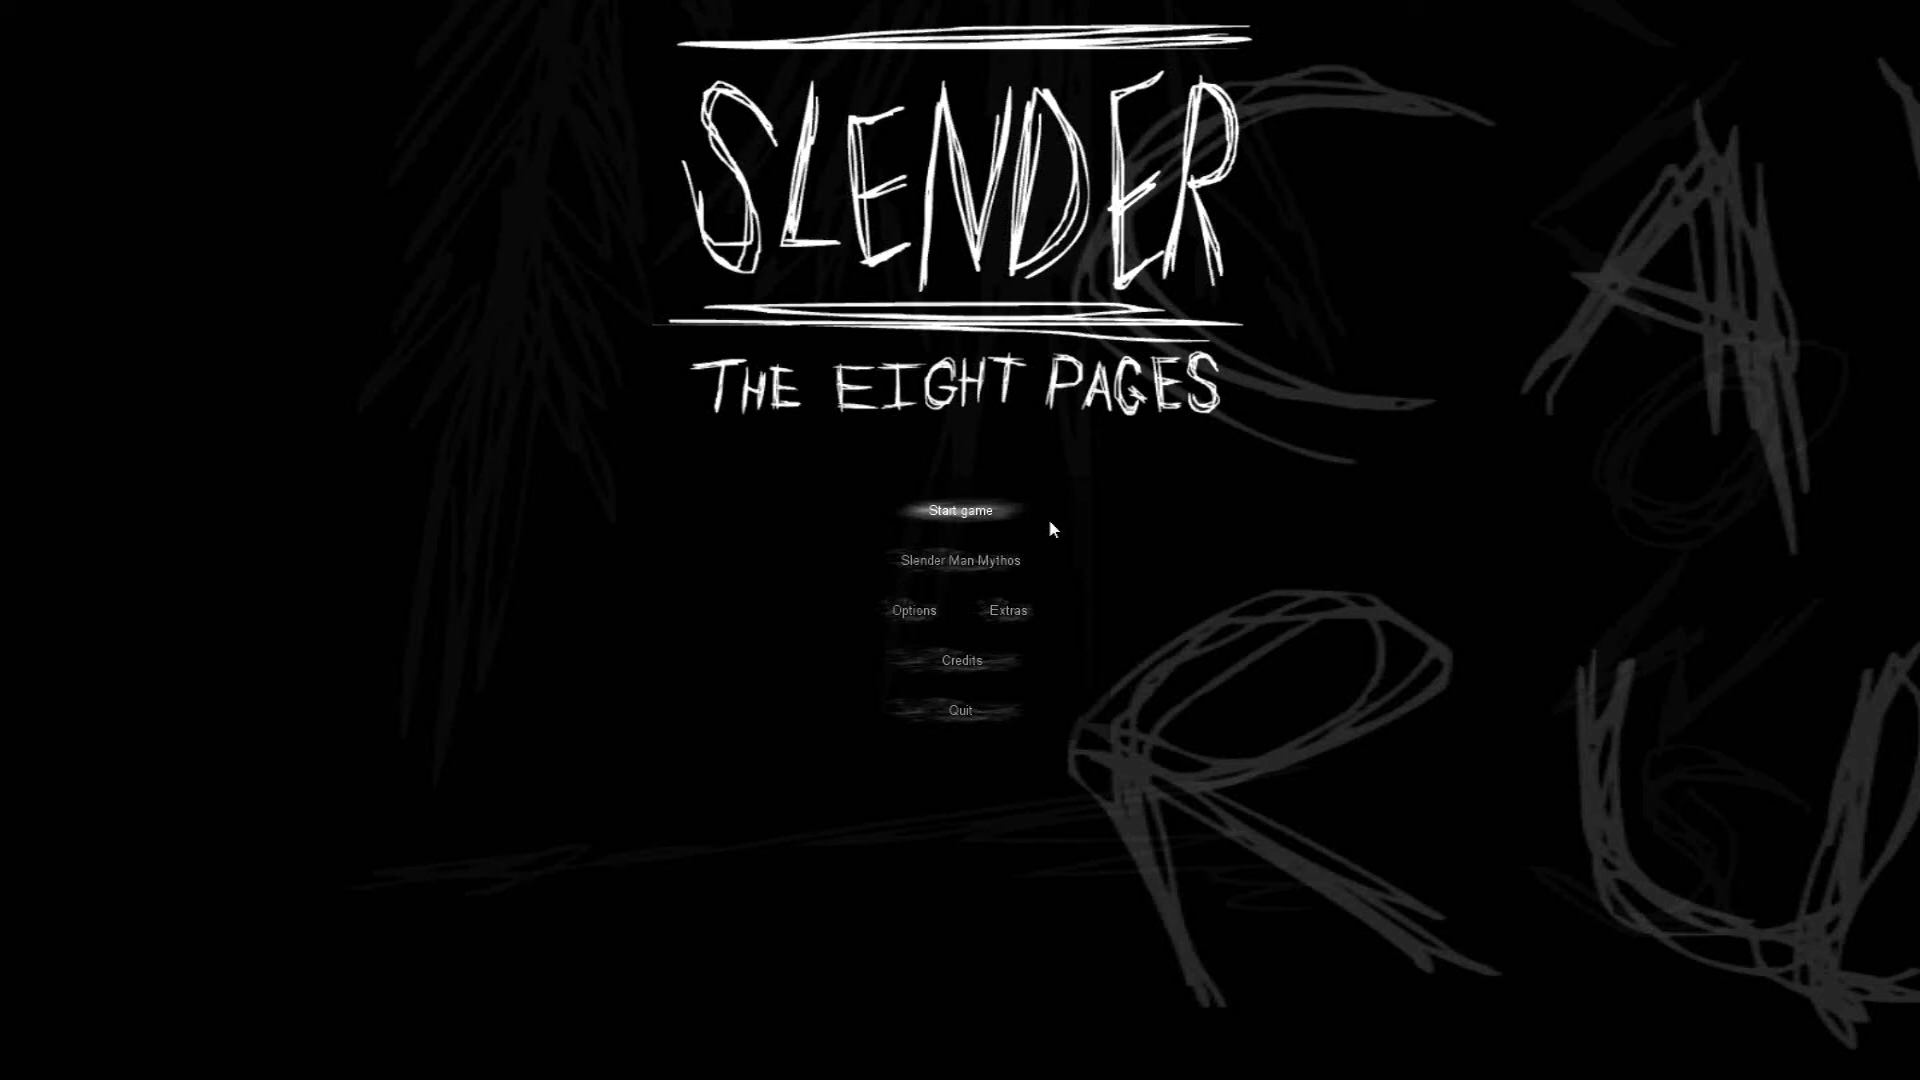 SLENDER
THE EIGHT PAGES
Start game
Slender Man Mythos
Options Extras
Credits
Quit